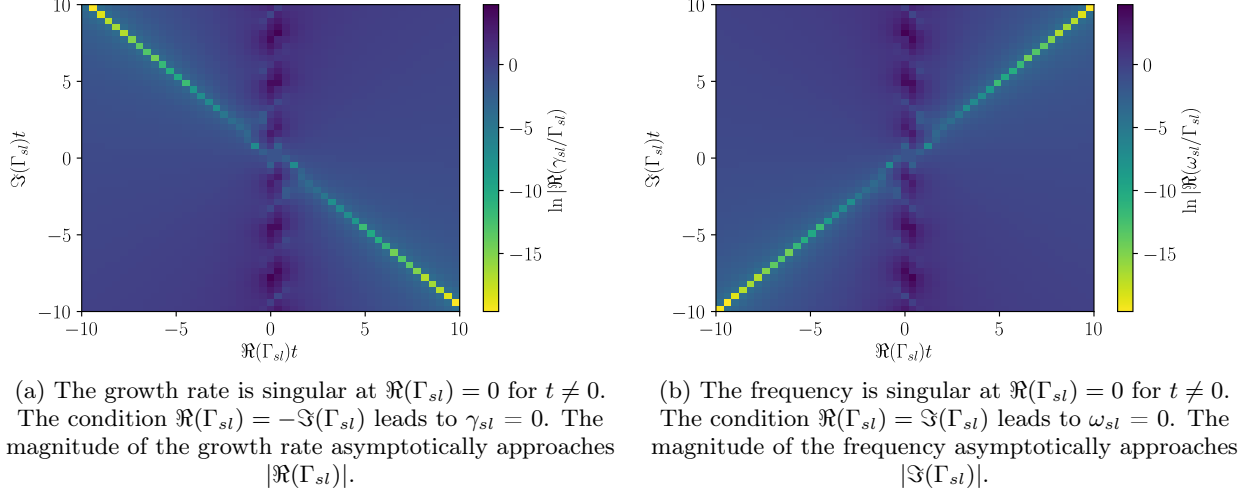 10
5
0
−5
−10
ℑ(Γ_{sl})t
−10
−5
0
5
10
ℜ(Γ_{sl})t
0
−5
−10
−15
ln |ℜ(γ_{sl}/Γ_{sl})
(a) The growth rate is singular at ℜ(Γ_{sl}) = 0 for t ≠ 0.
The condition ℜ(Γ_{sl}) = −ℑ(Γ_{sl}) leads to γ_{sl} = 0. The
magnitude of the growth rate asymptotically approaches
|ℜ(Γ_{sl})|.
10
5
0
−5
−10
ℑ(Γ_{sl})t
−10
−5
0
5
10
ℜ(Γ_{sl})t
0
−5
−10
−15
ln |ℜ(ω_{sl}/Γ_{sl})
(b) The frequency is singular at ℜ(Γ_{sl}) = 0 for t ≠ 0.
The condition ℜ(Γ_{sl}) = ℑ(Γ_{sl}) leads to ω_{sl} = 0. The
magnitude of the frequency asymptotically approaches
|ℑ(Γ_{sl})|.